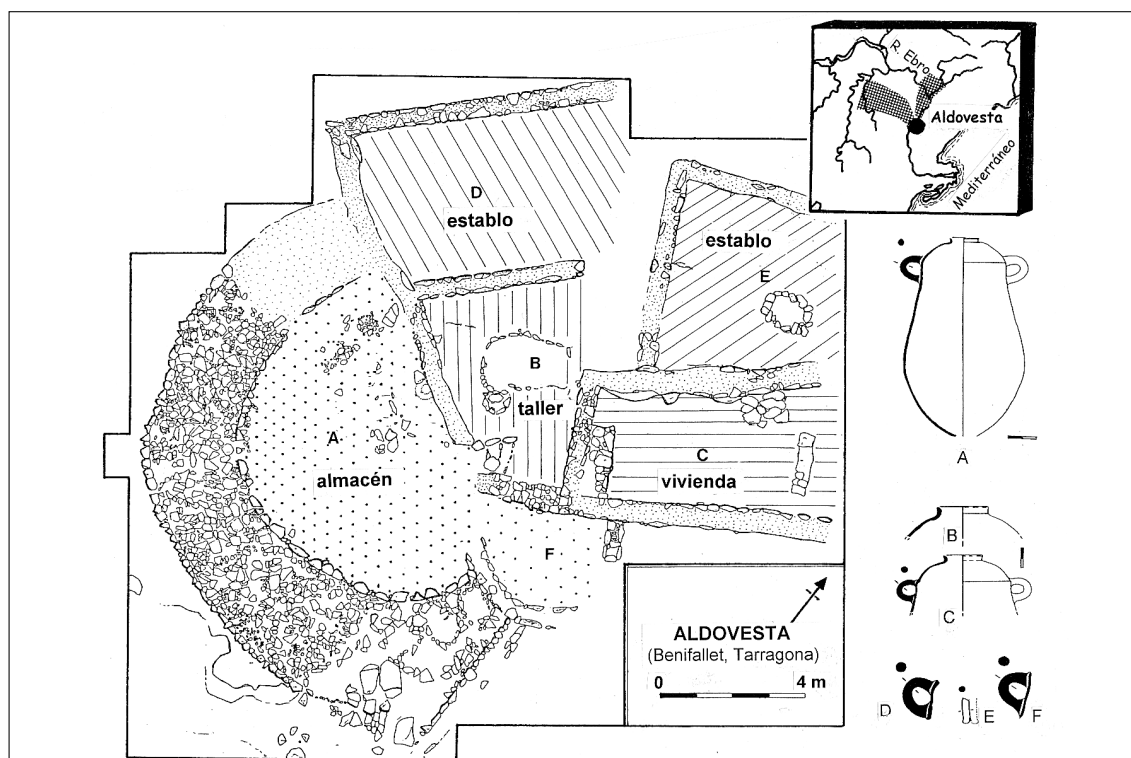 R. Ebro
Aldovesta
Mediterráneo
D
establo
establo
E
B
taller
A
almacén
C
vivienda
F
ALDOVESTA
(Benifallet, Tarragona)
0 4 m
A
B
C
D E F